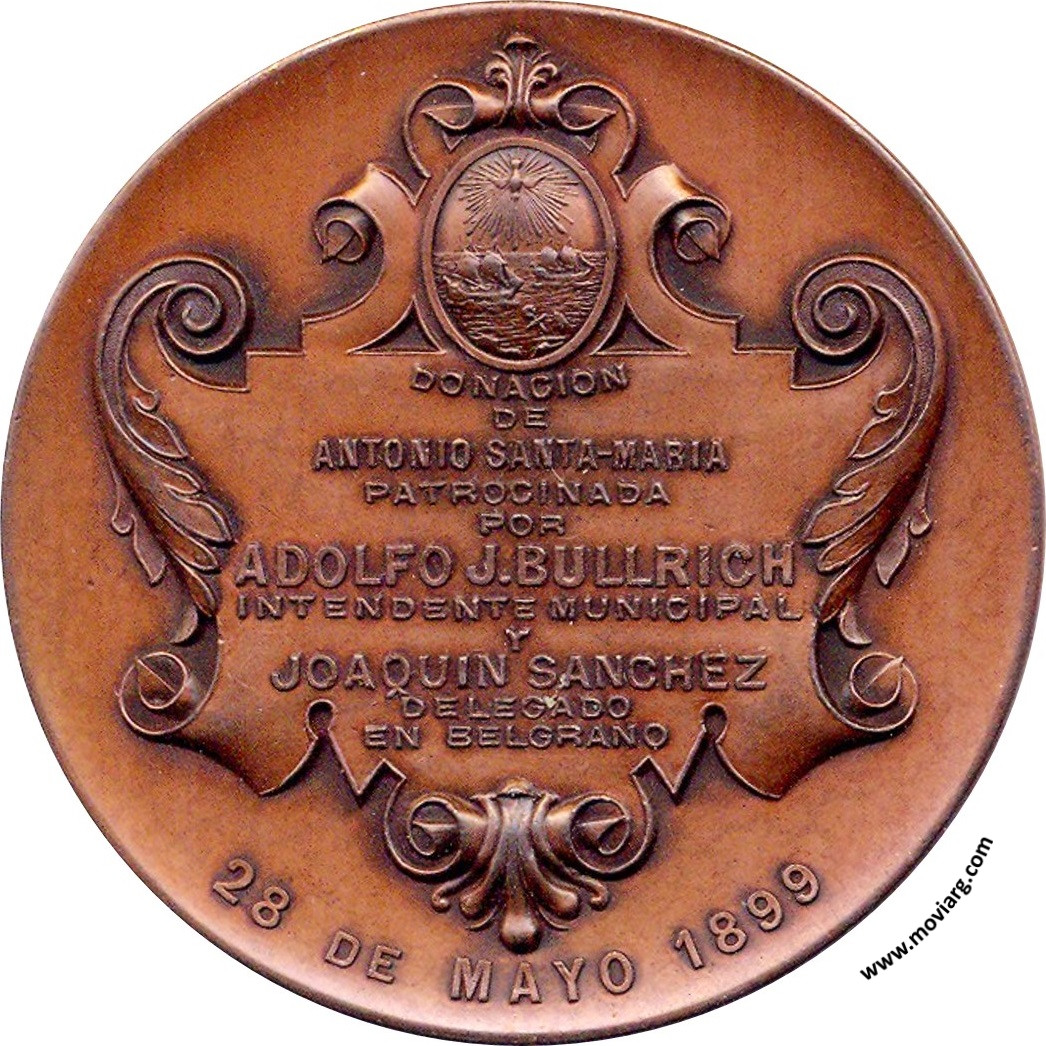 DONACION
DE
ANTONIO SANTA-MARIA
PATROCINADA
POR
ADOLFO J. BULLRICH
INTENDENTE MUNICIPAL
Y
JOAQUIN SANCHEZ
DELEGADO
EN BELGRANO
28 DE MAYO 1899
www.moviarg.com